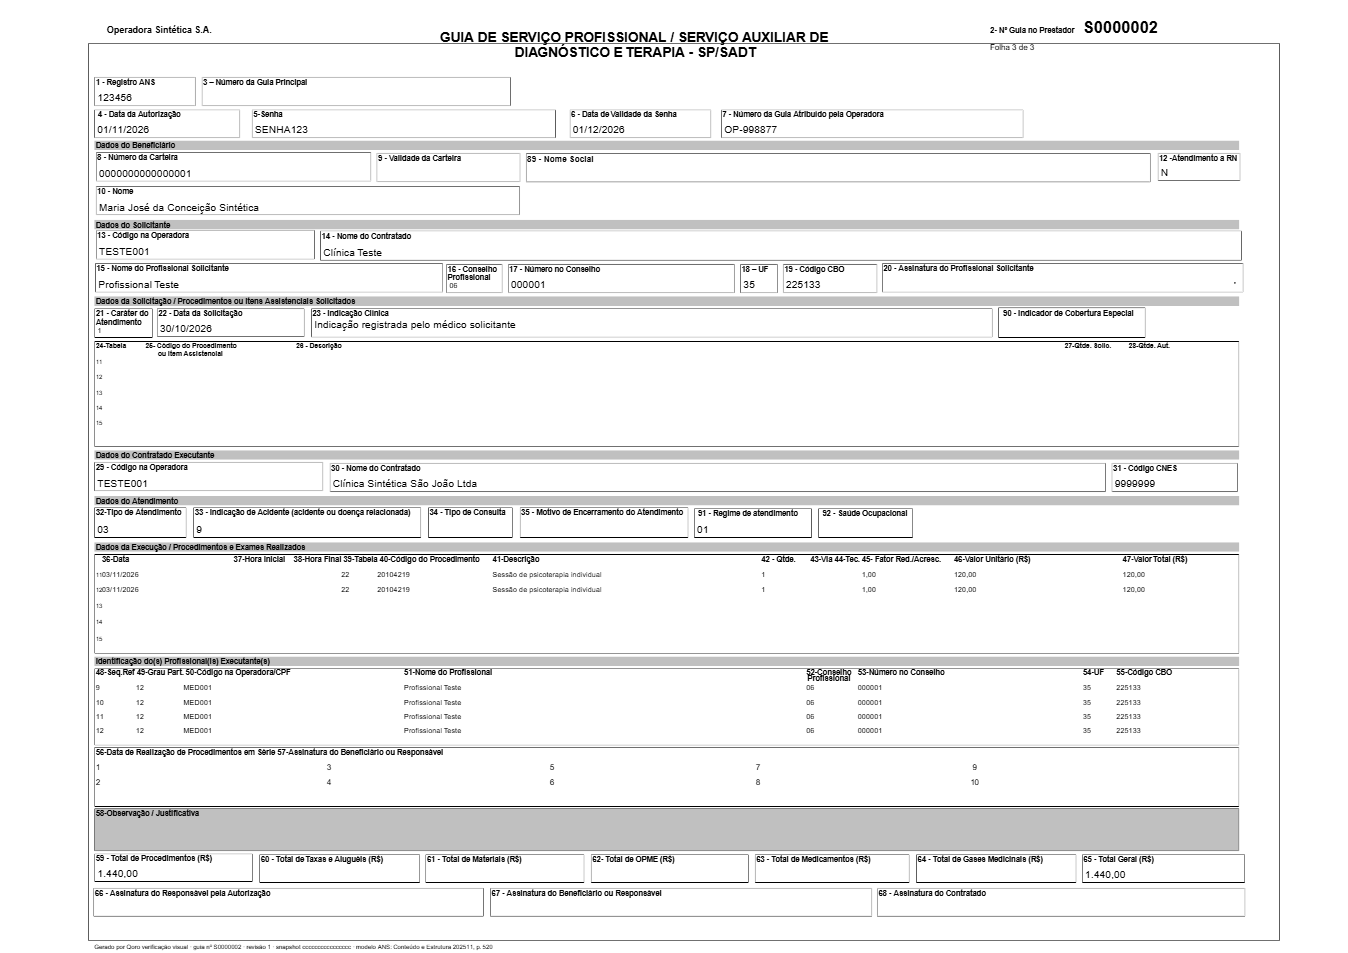 Operadora Sintética S.A.
GUIA DE SERVIÇO PROFISSIONAL / SERVIÇO AUXILIAR DE
DIAGNÓSTICO E TERAPIA - SP/SADT
2- Nº Guia no Prestador S0000002
Folha 3 de 3
1 - Registro ANS 3 – Número da Guia Principal
123456
4 - Data da Autorização 5-Senha 6 - Data de Validade da Senha 7 - Número da Guia Atribuido pela Operadora
01/11/2026 SENHA123 01/12/2026 OP-998877
Dados do Beneficiário
8 - Número da Carteira 9 - Validade da Carteira 89 - Nome Social 12 -Atendimento a RN
0000000000000001 N
10 - Nome
Maria José da Conceição Sintética
Dados do Solicitante
13 - Código na Operadora 14 - Nome do Contratado
TESTE001 Clínica Teste
15 - Nome do Profissional Solicitante 16 - Conselho Profissional 17 - Número no Conselho 18 – UF 19 - Código CBO 20 - Assinatura do Profissional Solicitante
Profissional Teste 06 000001 35 225133
Dados da Solicitação / Procedimentos ou Itens Assistenciais Solicitados
21 - Caráter do Atendimento 22 - Data da Solicitação 23 - Indicação Clínica 90 - Indicador de Cobertura Especial
1 30/10/2026 Indicação registrada pelo médico solicitante
24-Tabela 25- Código do Procedimento ou Item Assistencial 26 - Descrição 27-Qtde. Solic. 28-Qtde. Aut.
11
12
13
14
15
Dados do Contratado Executante
29 - Código na Operadora 30 - Nome do Contratado 31 - Código CNES
TESTE001 Clínica Sintética São João Ltda 9999999
Dados do Atendimento
32-Tipo de Atendimento 33 - Indicação de Acidente (acidente ou doença relacionada) 34 - Tipo de Consulta 35 - Motivo de Encerramento do Atendimento 91 - Regime de atendimento 92 - Saúde Ocupacional
03 9 01
Dados da Execução / Procedimentos e Exames Realizados
36-Data 37-Hora Inicial 38-Hora Final 39-Tabela 40-Código do Procedimento 41-Descrição 42 - Qtde. 43-Via 44-Tec. 45- Fator Red./Acresc. 46-Valor Unitário (R$) 47-Valor Total (R$)
11 03/11/2026 22 20104219 Sessão de psicoterapia individual 1 1,00 120,00 120,00
12 03/11/2026 22 20104219 Sessão de psicoterapia individual 1 1,00 120,00 120,00
13
14
15
Identificação do(s) Profissional(is) Executante(s)
48-Seq.Ref 49-Grau Part. 50-Código na Operadora/CPF 51-Nome do Profissional 52-Conselho Profissional 53-Número no Conselho 54-UF 55-Código CBO
9 12 MED001 Profissional Teste 06 000001 35 225133
10 12 MED001 Profissional Teste 06 000001 35 225133
11 12 MED001 Profissional Teste 06 000001 35 225133
12 12 MED001 Profissional Teste 06 000001 35 225133
56-Data de Realização de Procedimentos em Série 57-Assinatura do Beneficiário ou Responsável
1 3 5 7 9
2 4 6 8 10
58-Observação / Justificativa
59 - Total de Procedimentos (R$) 60- Total de Taxas e Aluguéis (R$) 61 - Total de Materiais (R$) 62- Total de OPME (R$) 63 - Total de Medicamentos (R$) 64 - Total de Gases Medicinais (R$) 65 - Total Geral (R$)
1.440,00 1.440,00
66 - Assinatura do Responsável pela Autorização 67 - Assinatura do Beneficiário ou Responsável 68 - Assinatura do Contratado
Gerado por Qoro verificação visual · guia nº S0000002 · revisão 1 · snapshot cccccccccccccccc · modelo ANS: Conteúdo e Estrutura 202511, p. 520